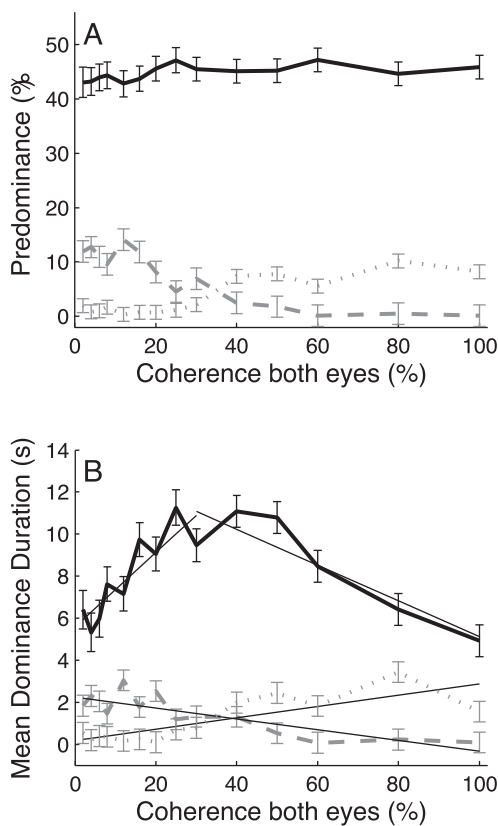 A
Predominance (%
50
40
30
20
10
0
0 20 40 60 80 100
Coherence both eyes (%)
B
Mean Dominance Duration (s)
14
12
10
8
6
4
2
0
0 20 40 60 80 100
Coherence both eyes (%)